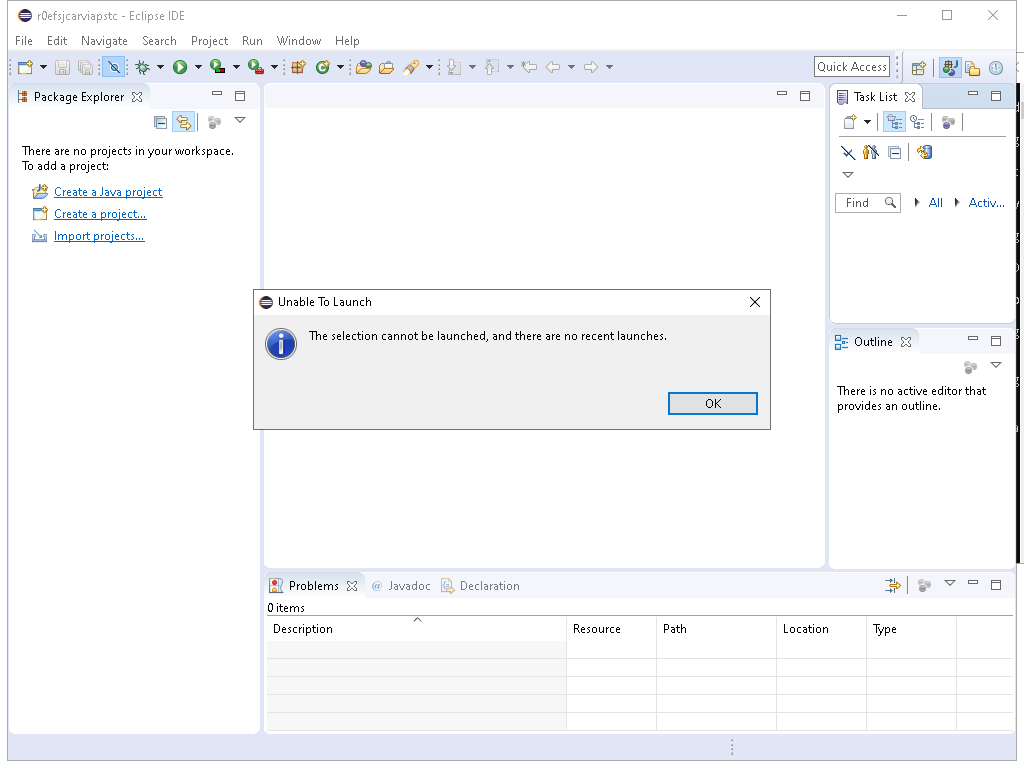 r0efsjcarviapstc - Eclipse IDE
File Edit Navigate Search Project Run Window Help
Quick Access
Package Explorer
There are no projects in your workspace.
To add a project:
Create a Java project
Create a project...
Import projects...
Task List
Find All Activ...
Unable To Launch
The selection cannot be launched, and there are no recent launches.
OK
Outline
There is no active editor that
provides an outline.
Problems @ Javadoc Declaration
0 items
Description Resource Path Location Type